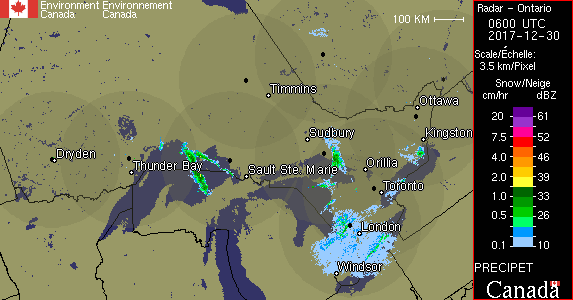 Environment Environnement
Canada Canada
100 KM
Timmins
Ottawa
Sudbury
Kingston
Dryden
Thunder Bay
Sault Ste. Marie
Orillia
Toronto
London
Windsor
Radar - Ontario
0600 UTC
2017-12-30
Scale/Échelle:
3.5 km/Pixel
Snow/Neige
cm/hr dBZ
20 61
7.5 52
4.0 46
2.0 39
1.0 33
0.5 26
0.1 10
PRECIPET
Canada